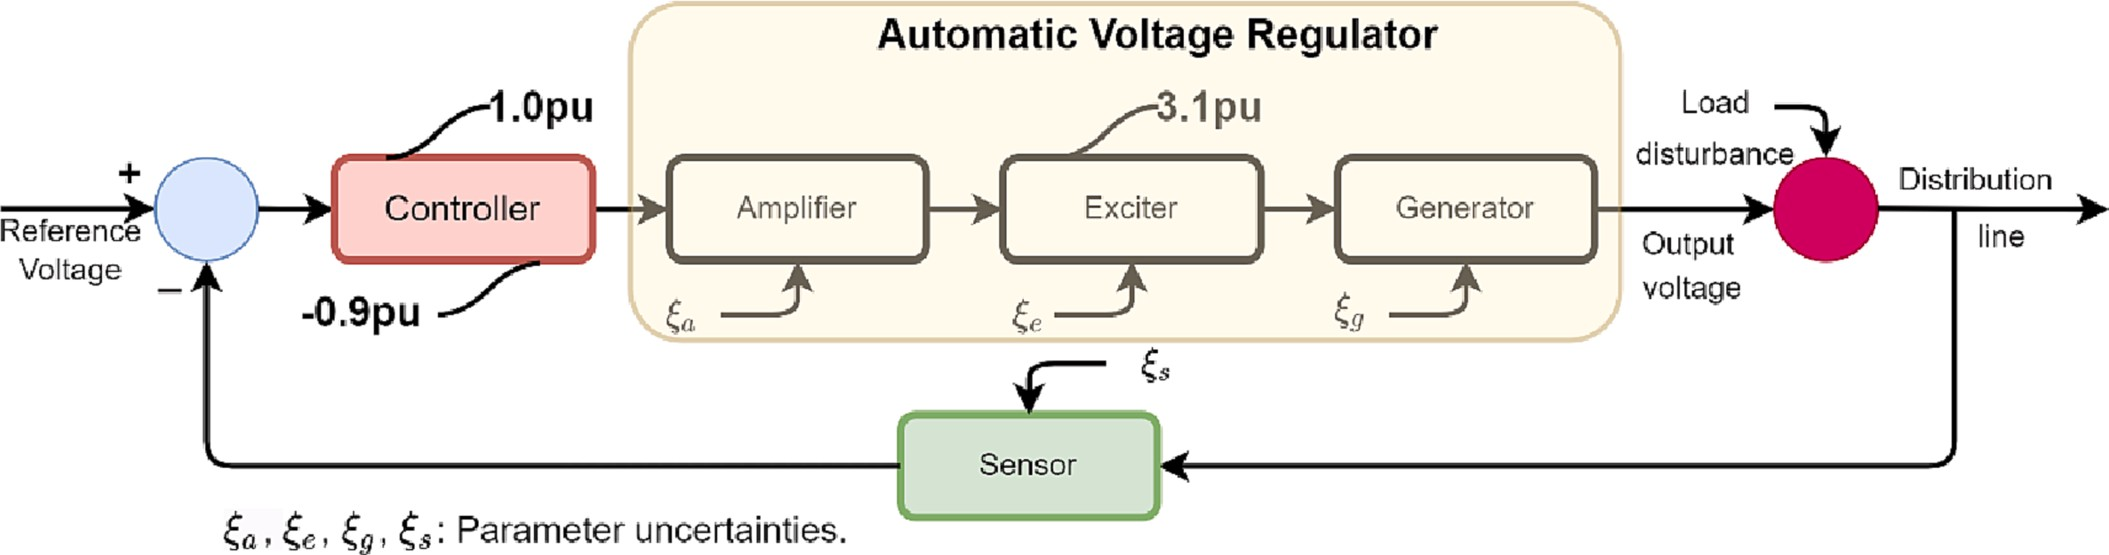 Automatic Voltage Regulator
1.0pu
3.1pu
Load
disturbance
+
Controller
Amplifier
Exciter
Generator
Distribution
line
Reference
Voltage
Output
voltage
−
-0.9pu
ξa
ξe
ξg
ξs
Sensor
ξa, ξe, ξg, ξs: Parameter uncertainties.